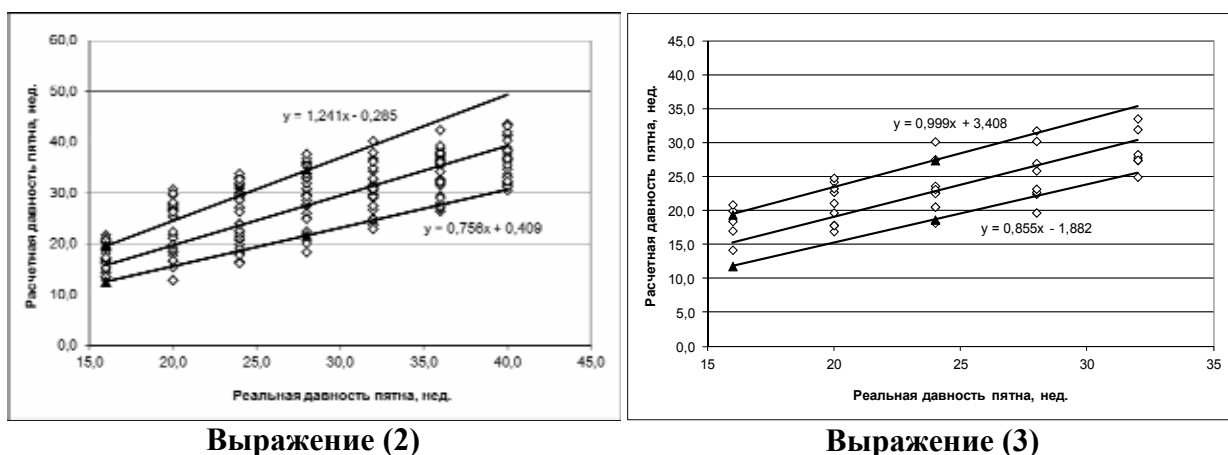 60,0
50,0
40,0
30,0
20,0
10,0
0,0
15,0 20,0 25,0 30,0 35,0 40,0 45,0
Расчетная давность пятна, нед.
Реальная давность пятна, нед.
y = 1,241x - 0,285
y = 0,756x + 0,409
Выражение (2)
45,0
40,0
35,0
30,0
25,0
20,0
15,0
10,0
5,0
0,0
15 20 25 30 35
Расчетная давность пятна, нед.
Реальная давность пятна, нед.
y = 0,999x + 3,408
y = 0,855x - 1,882
Выражение (3)